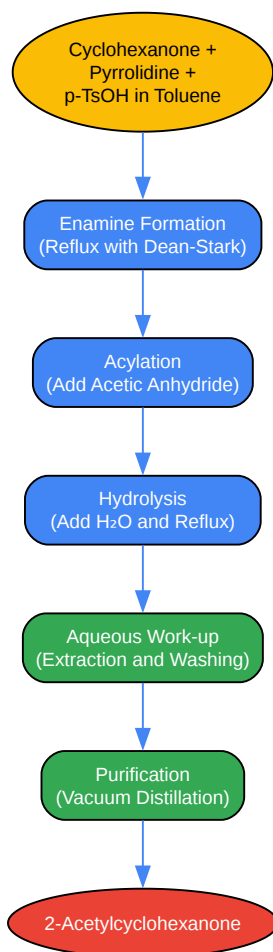 Cyclohexanone +
Pyrrolidine +
p-TsOH in Toluene
Enamine Formation
(Reflux with Dean-Stark)
Acylation
(Add Acetic Anhydride)
Hydrolysis
(Add H₂O and Reflux)
Aqueous Work-up
(Extraction and Washing)
Purification
(Vacuum Distillation)
2-Acetylcyclohexanone